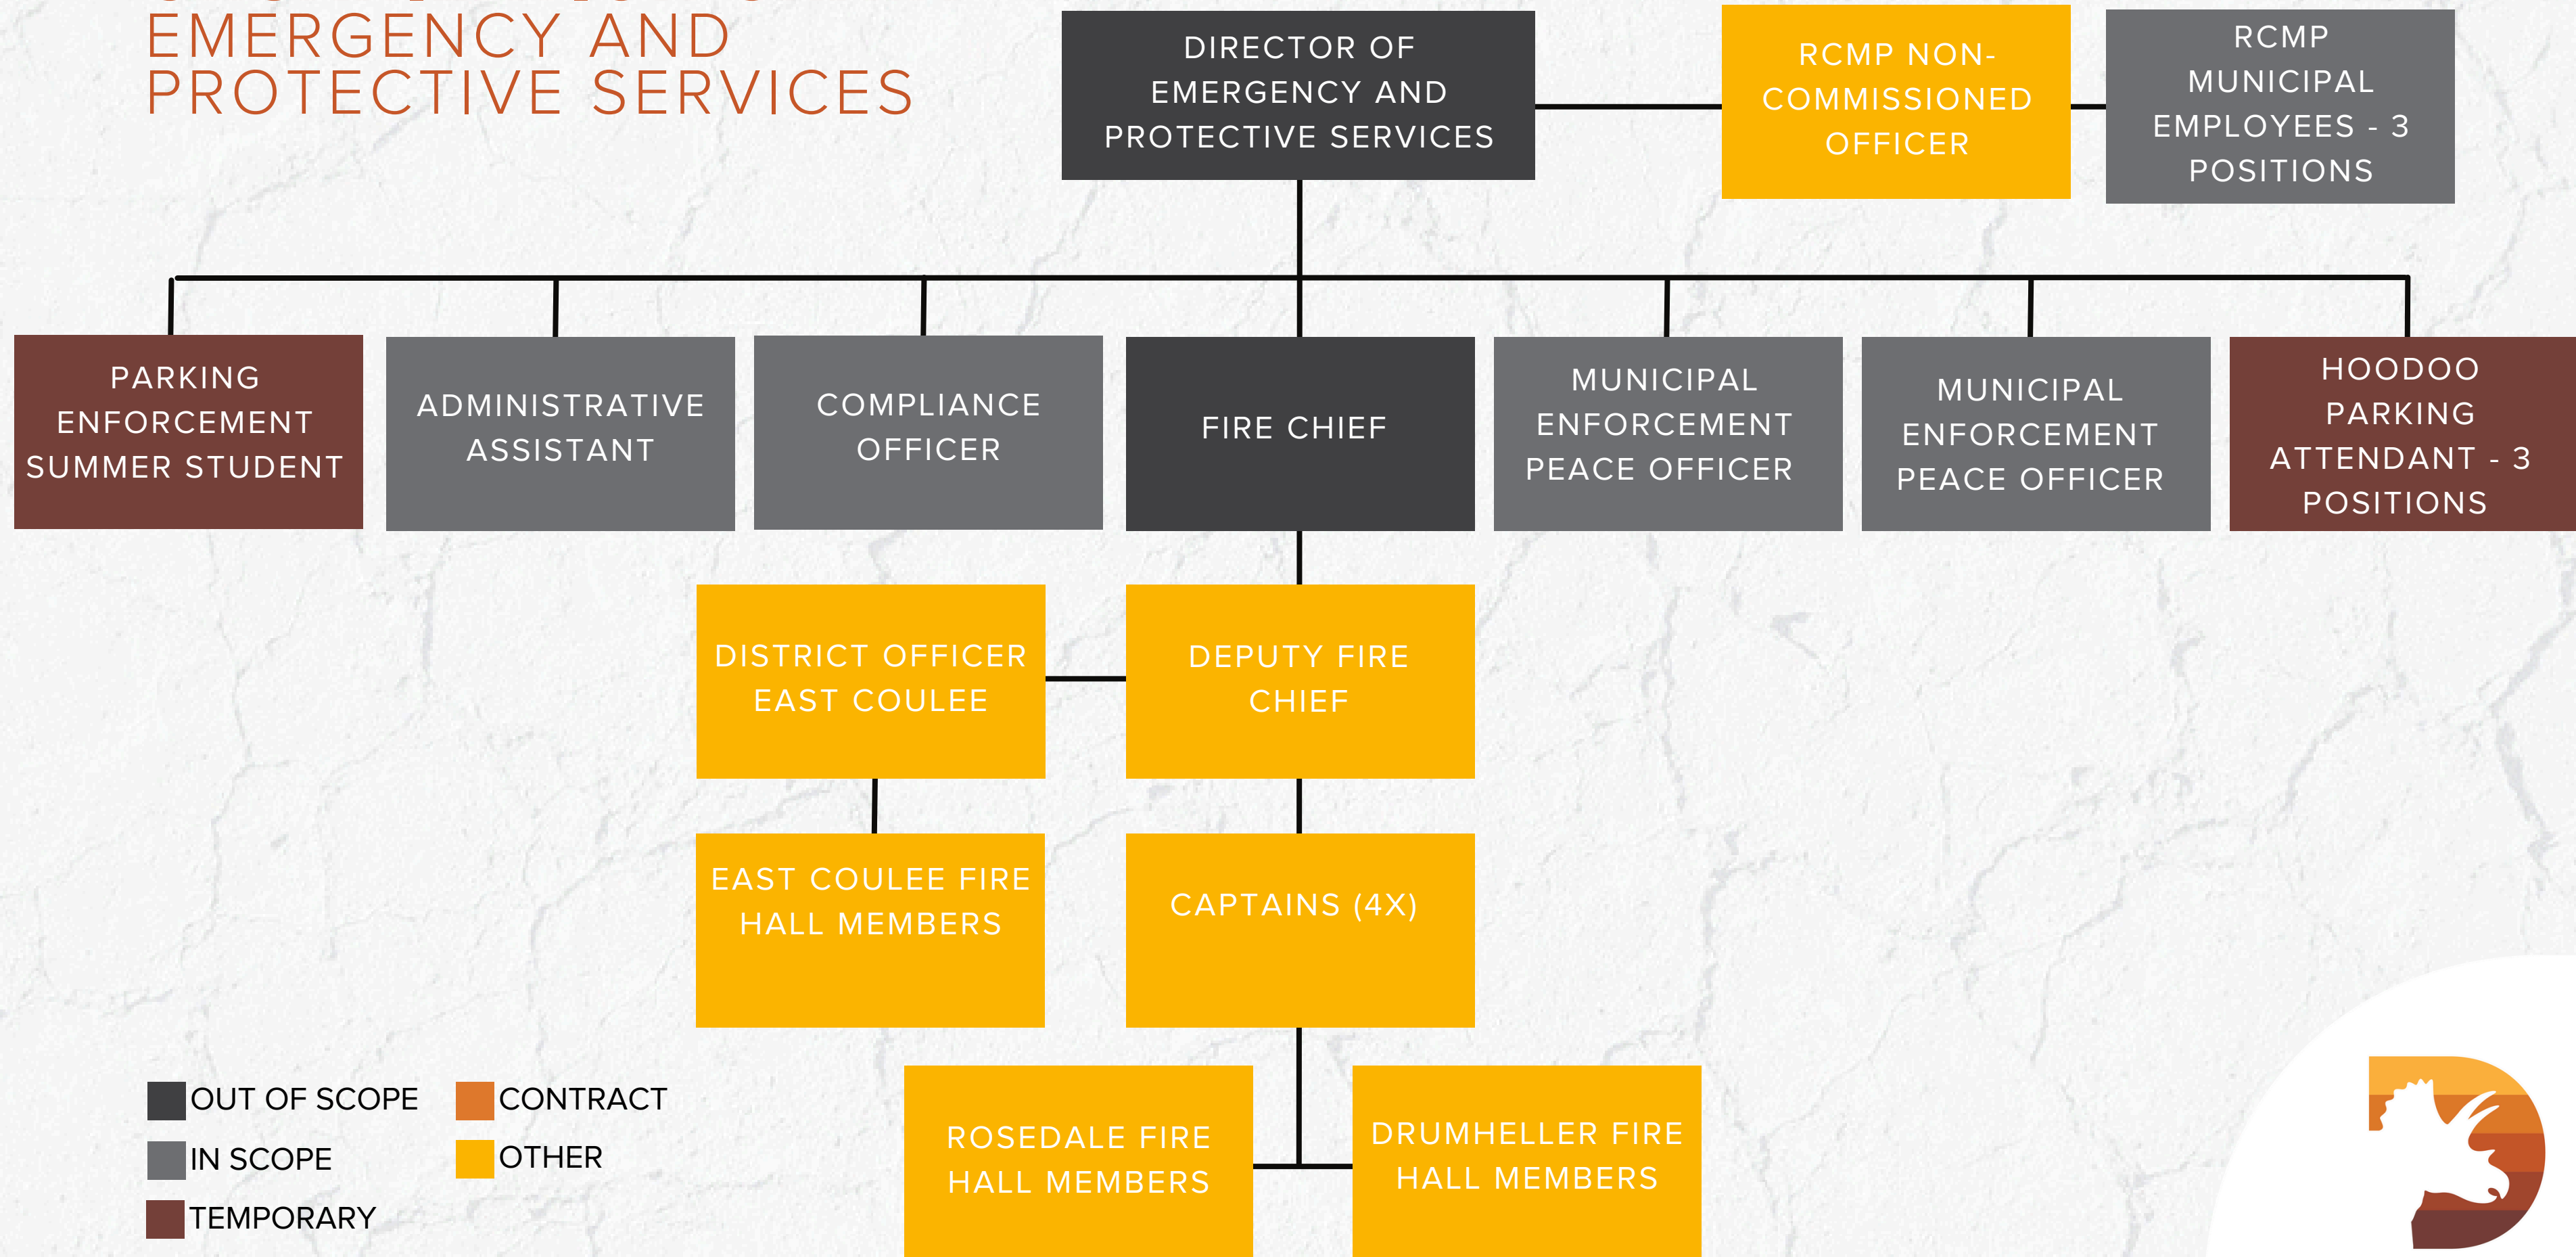 EMERGENCY AND
PROTECTIVE SERVICES
DIRECTOR OF
EMERGENCY AND
PROTECTIVE SERVICES
RCMP NON-
COMMISSIONED
OFFICER
RCMP
MUNICIPAL
EMPLOYEES - 3
POSITIONS
PARKING
ENFORCEMENT
SUMMER STUDENT
ADMINISTRATIVE
ASSISTANT
COMPLIANCE
OFFICER
FIRE CHIEF
MUNICIPAL
ENFORCEMENT
PEACE OFFICER
MUNICIPAL
ENFORCEMENT
PEACE OFFICER
HOODOO
PARKING
ATTENDANT - 3
POSITIONS
DISTRICT OFFICER
EAST COULEE
DEPUTY FIRE
CHIEF
EAST COULEE FIRE
HALL MEMBERS
CAPTAINS (4X)
ROSEDALE FIRE
HALL MEMBERS
DRUMHELLER FIRE
HALL MEMBERS
OUT OF SCOPE
IN SCOPE
TEMPORARY
CONTRACT
OTHER